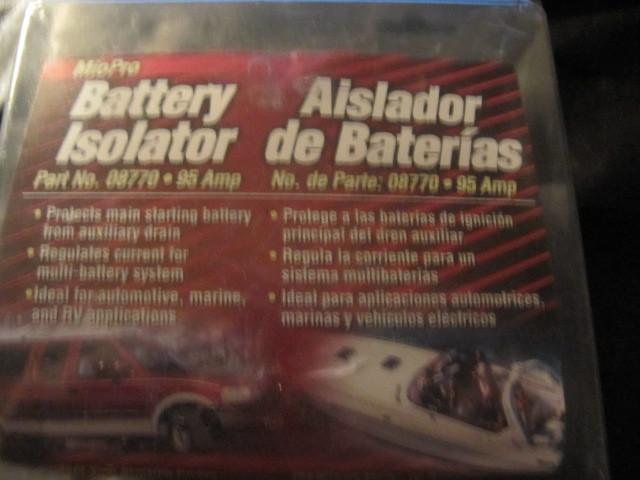 MidPro
Battery
Isolator
Part No. 08770 • 95 Amp
• Protects main starting battery
from auxiliary drain
• Regulates current for
multi-battery system
• Ideal for automotive, marine,
and RV applications
Aislador
de Baterías
No. de Parte: 08770 • 95 Amp
• Protege a las baterías de ignición
principal del dren auxiliar
• Regula la corriente para un
sistema multibaterías
• Ideal para aplicaciones automotrices,
marinas y vehículos eléctricos